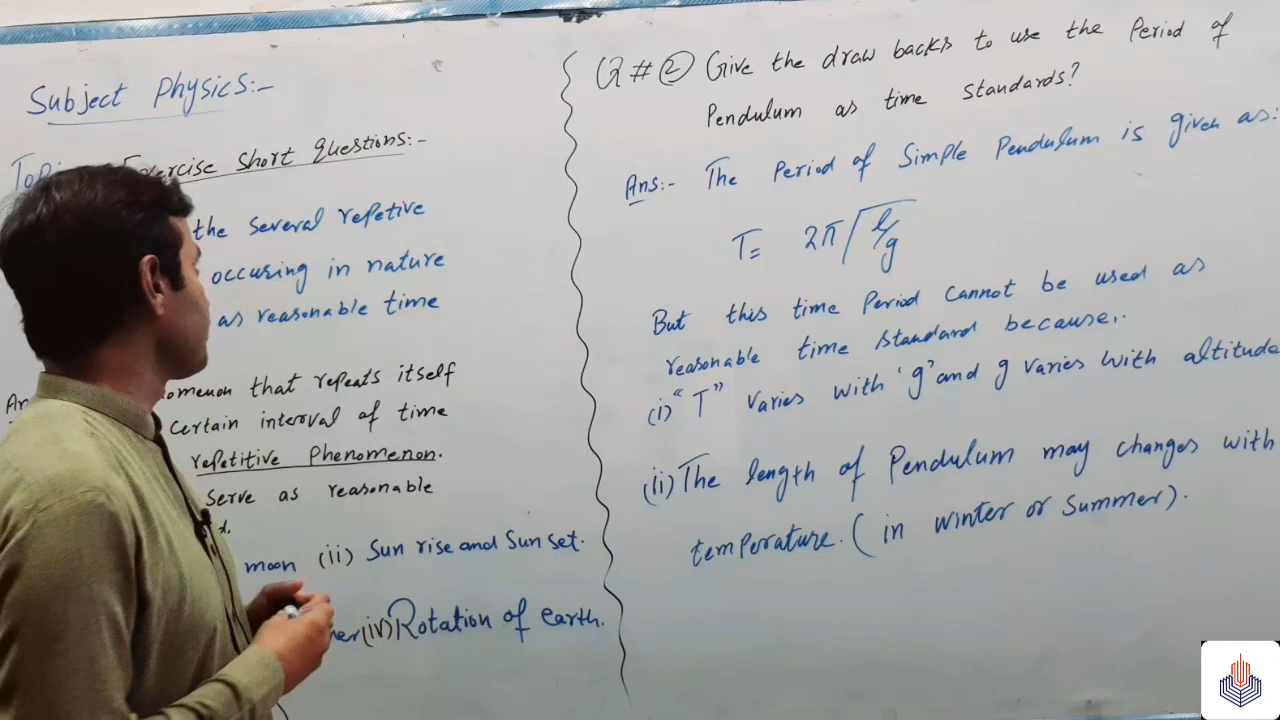 Subject Physics:-
Exercise Short Questions:-
the several repetive
occuring in nature
as reasonable time
that repeats itself
certain interval of time
repetitive Phenomenon.
Serve as reasonable
moon (ii) Sun rise and Sun set.
(iv) Rotation of earth.
Q # (2) Give the draw backs to use the Period of
Pendulum as time standards?
Ans:- The Period of Simple Pendulum is given as:
T = 2π√l/g
But this time Period cannot be used as
reasonable time standard because:.
(i) "T" varies with 'g' and g varies with altitude
(ii) The length of Pendulum may changes with
temperature. (in winter or summer).